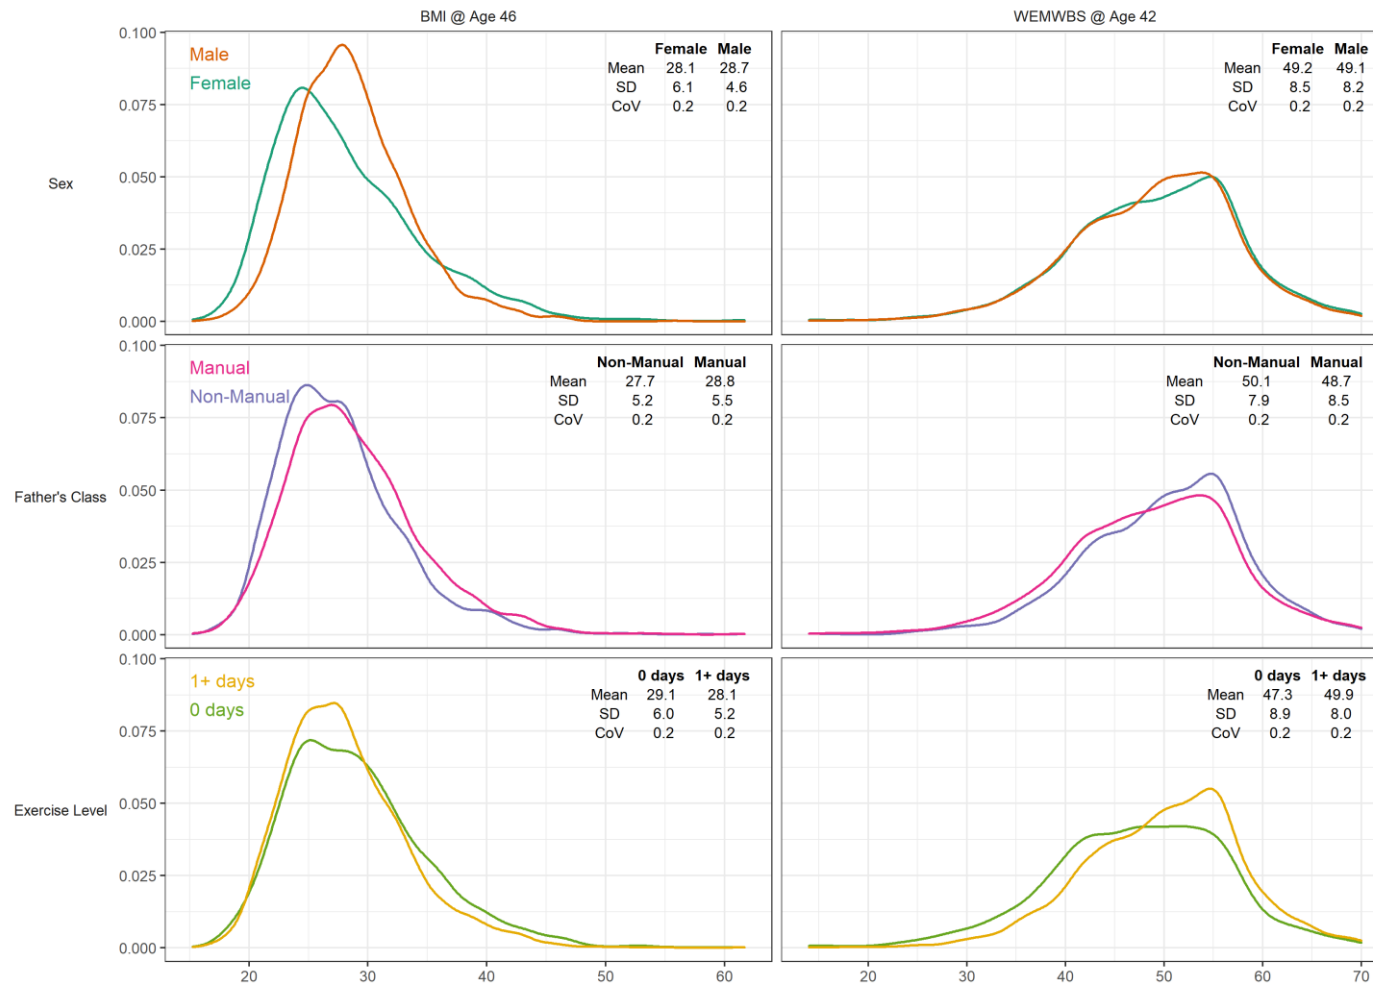 BMI @ Age 46 WEMWBS @ Age 42
Sex
0.100
0.075
0.050
0.025
0.000
Male
Female
Female Male
Mean 28.1 28.7
SD 6.1 4.6
CoV 0.2 0.2
Female Male
Mean 49.2 49.1
SD 8.5 8.2
CoV 0.2 0.2
Father's Class
0.100
0.075
0.050
0.025
0.000
Manual
Non-Manual
Non-Manual Manual
Mean 27.7 28.8
SD 5.2 5.5
CoV 0.2 0.2
Non-Manual Manual
Mean 50.1 48.7
SD 7.9 8.5
CoV 0.2 0.2
Exercise Level
0.100
0.075
0.050
0.025
0.000
1+ days
0 days
0 days 1+ days
Mean 29.1 28.1
SD 6.0 5.2
CoV 0.2 0.2
0 days 1+ days
Mean 47.3 49.9
SD 8.9 8.0
CoV 0.2 0.2
20 30 40 50 60
20 30 40 50 60 70